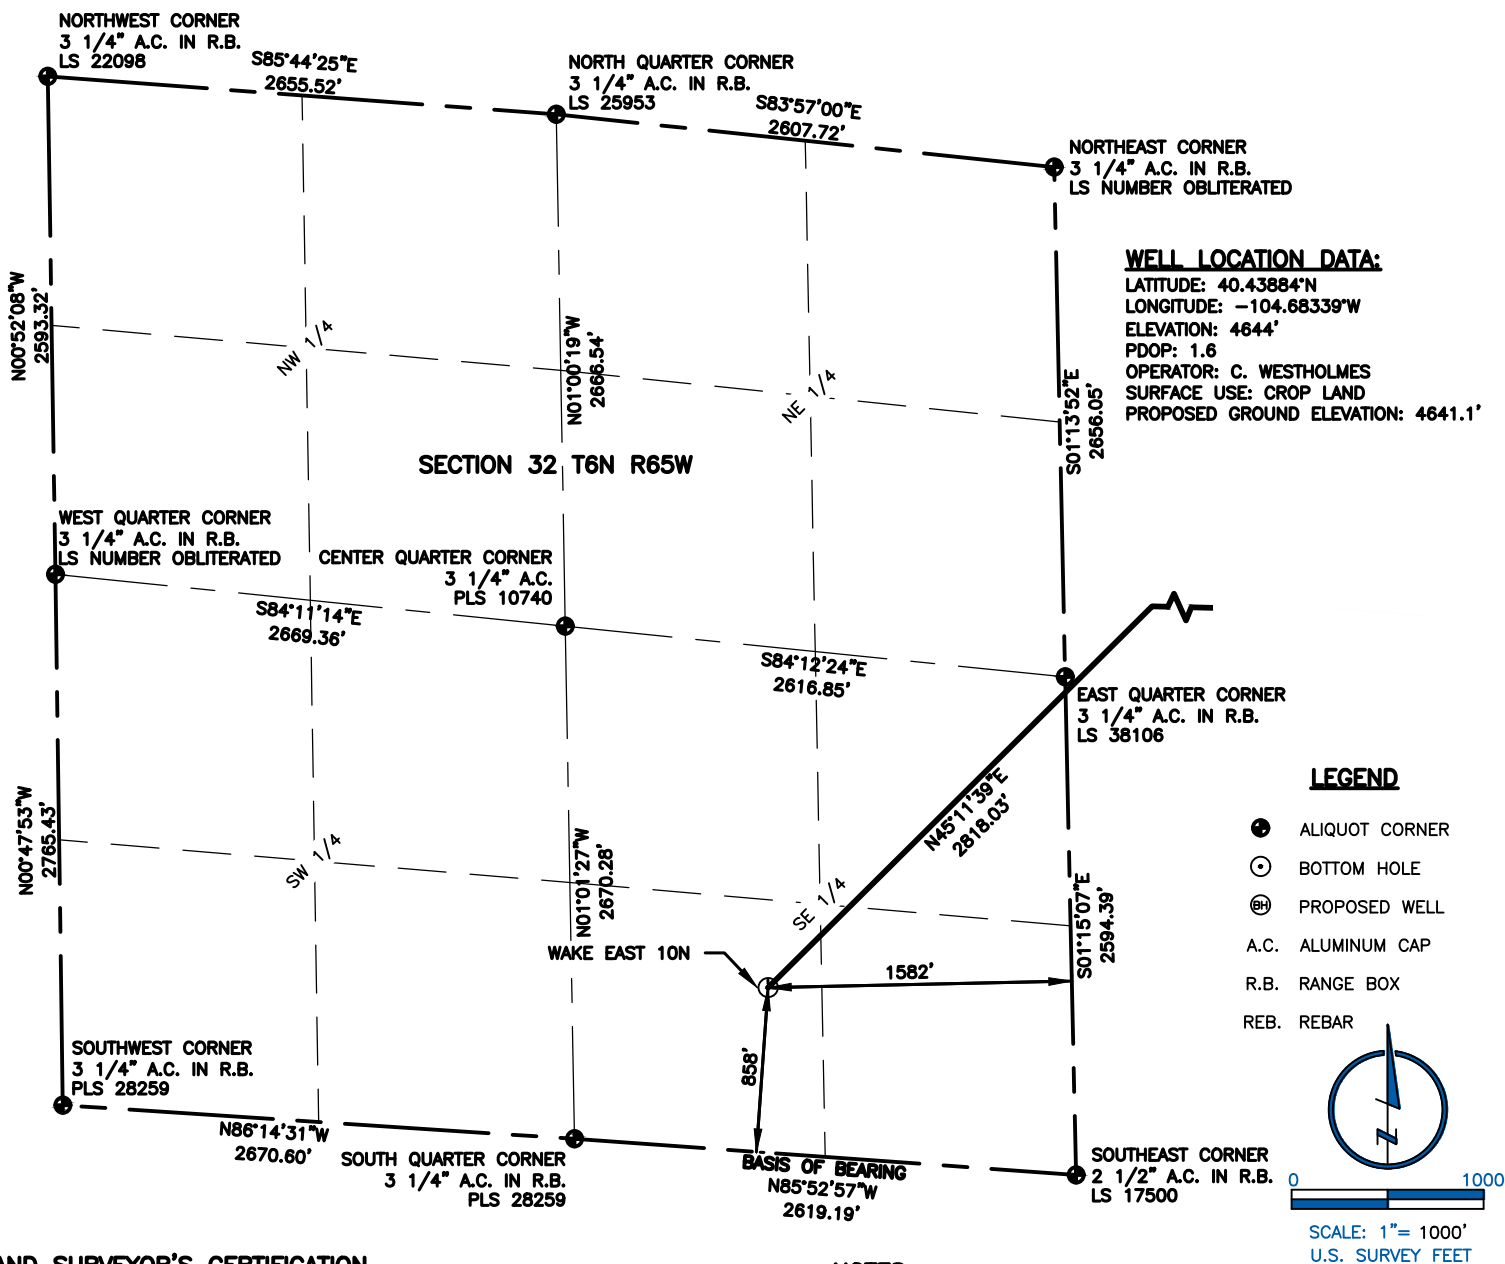 NORTHWEST CORNER
3 1/4" A.C. IN R.B.
LS 22098
S85°44'25"E
2655.52'
NORTH QUARTER CORNER
3 1/4" A.C. IN R.B.
LS 25953
S83°57'00"E
2607.72'
NORTHEAST CORNER
3 1/4" A.C. IN R.B.
LS NUMBER OBLITERATED
WELL LOCATION DATA:
LATITUDE: 40.43884°N
LONGITUDE: -104.68339°W
ELEVATION: 4644'
PDOP: 1.6
OPERATOR: C. WESTHOLMES
SURFACE USE: CROP LAND
PROPOSED GROUND ELEVATION: 4641.1'
N00°52'08"W
2593.32'
NW 1/4
N01°00'19"W
2666.54'
NE 1/4
S01°13'52"E
2656.05'
SECTION 32 T6N R65W
WEST QUARTER CORNER
3 1/4" A.C. IN R.B.
LS NUMBER OBLITERATED
CENTER QUARTER CORNER
3 1/4" A.C.
PLS 10740
S84°11'14"E
2669.36'
S84°12'24"E
2616.85'
EAST QUARTER CORNER
3 1/4" A.C. IN R.B.
LS 38106
N00°47'53"W
2765.43'
SW 1/4
N01°01'27"W
2670.28'
N45°11'39"E
2818.03'
SE 1/4
S01°15'07"E
2594.39'
WAKE EAST 10N
1582'
858'
LEGEND
ALIQUOT CORNER
BOTTOM HOLE
BH PROPOSED WELL
A.C. ALUMINUM CAP
R.B. RANGE BOX
REB. REBAR
SOUTHWEST CORNER
3 1/4" A.C. IN R.B.
PLS 28259
N86°14'31"W
2670.60'
SOUTH QUARTER CORNER
3 1/4" A.C. IN R.B.
PLS 28259
BASIS OF BEARING
N85°52'57"W
2619.19'
SOUTHEAST CORNER
2 1/2" A.C. IN R.B.
LS 17500
N
0 1000
SCALE: 1"= 1000'
U.S. SURVEY FEET
AND SURVEYOR'S CERTIFICATION